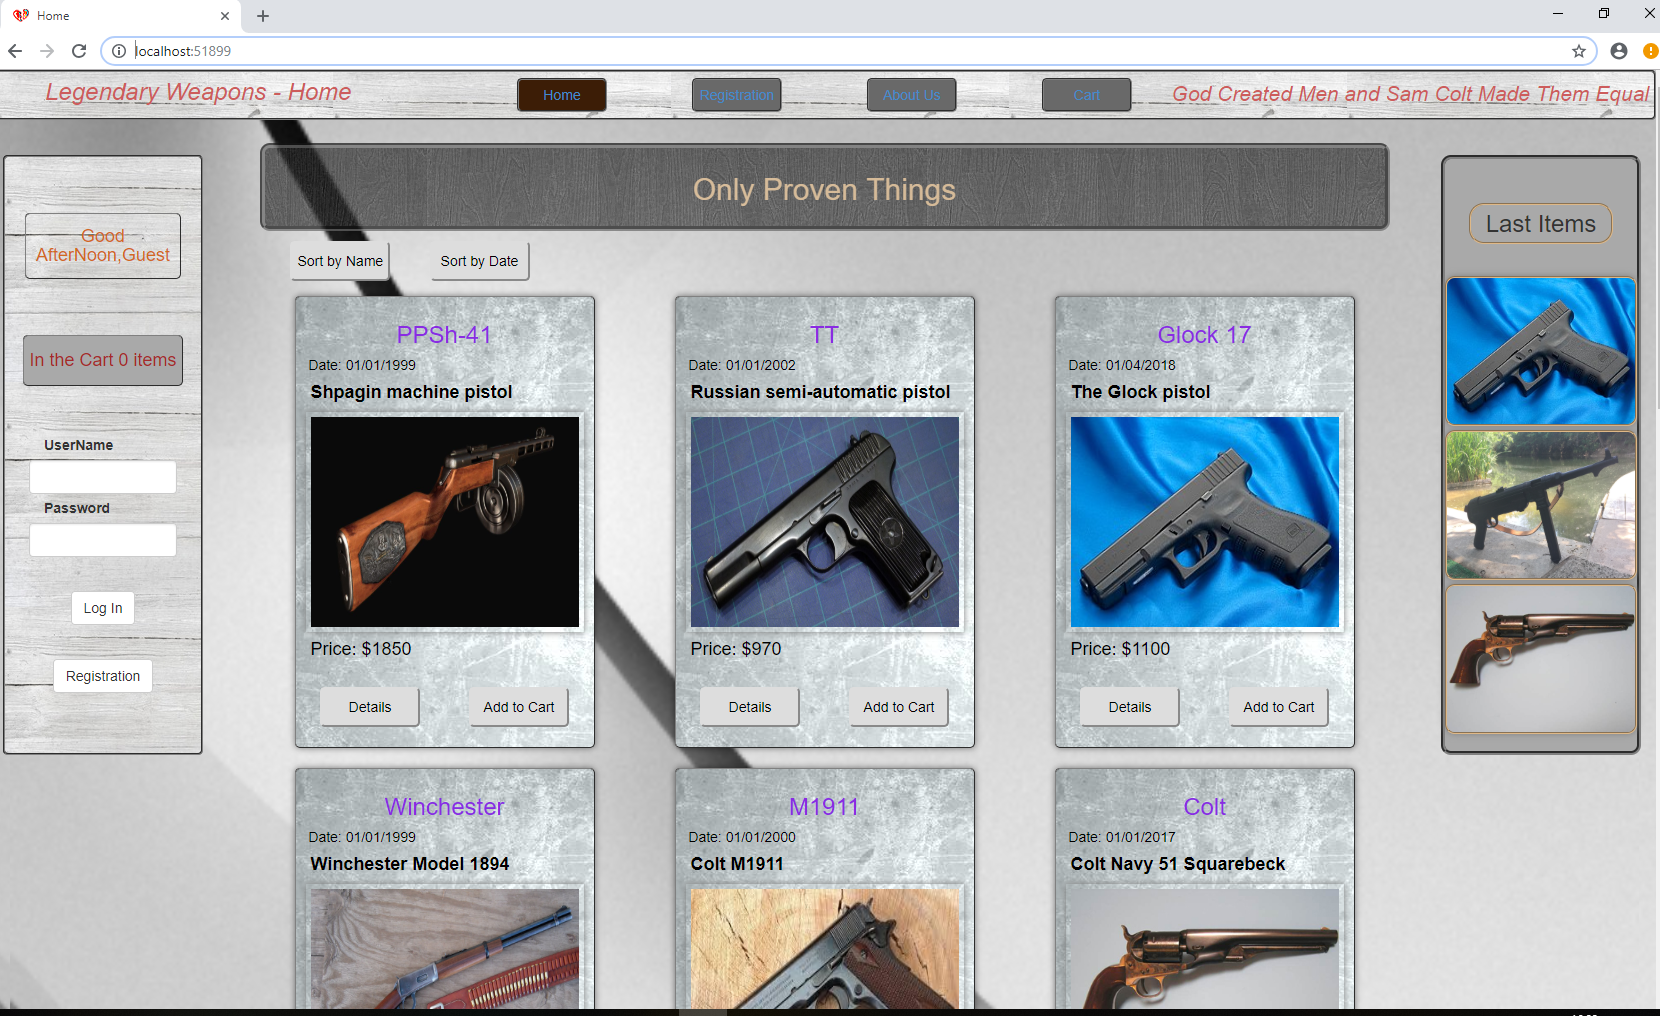 Home
localhost:51899
Legendary Weapons - Home
Home
Registration
About Us
Cart
God Created Men and Sam Colt Made Them Equal
Good
AfterNoon,Guest
In the Cart 0 items
UserName
Password
Log In
Registration
Only Proven Things
Sort by Name
Sort by Date
PPSh-41
Date: 01/01/1999
Shpagin machine pistol
Price: $1850
Details
Add to Cart
TT
Date: 01/01/2002
Russian semi-automatic pistol
Price: $970
Details
Add to Cart
Glock 17
Date: 01/04/2018
The Glock pistol
Price: $1100
Details
Add to Cart
Winchester
Date: 01/01/1999
Winchester Model 1894
M1911
Date: 01/01/2000
Colt M1911
Colt
Date: 01/01/2017
Colt Navy 51 Squarebeck
Last Items